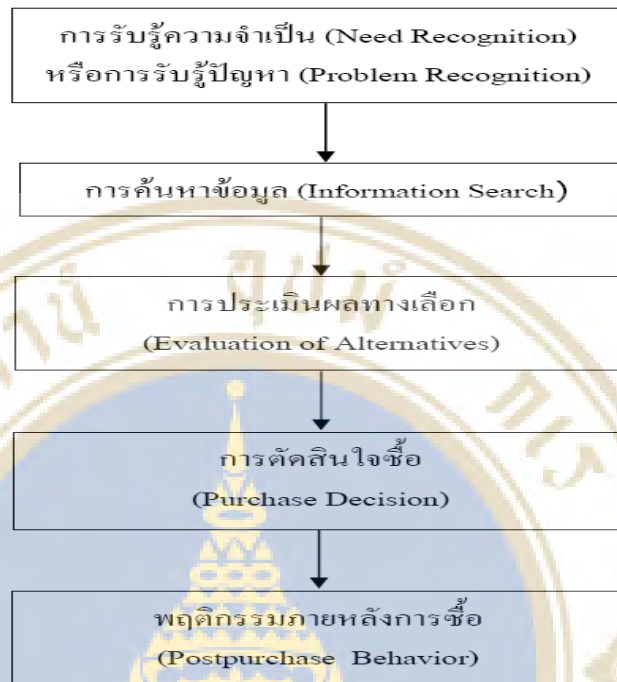 การรับรู้ความจำเป็น (Need Recognition)
หรือการรับรู้ปัญหา (Problem Recognition)
การค้นหาข้อมูล (Information Search)
การประเมินผลทางเลือก
(Evaluation of Alternatives)
การตัดสินใจซื้อ
(Purchase Decision)
พฤติกรรมภายหลังการซื้อ
(Postpurchase Behavior)